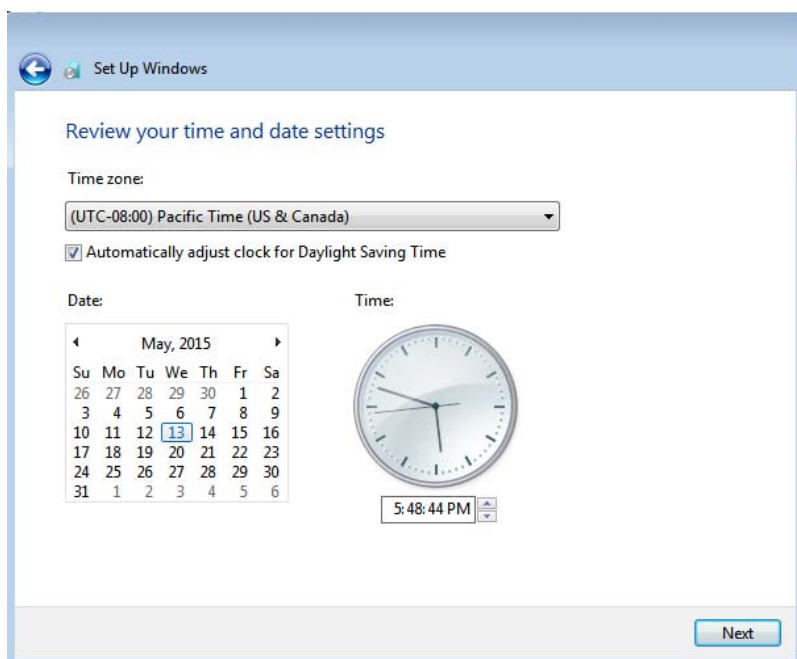 Set Up Windows
Review your time and date settings
Time zone:
(UTC-08:00) Pacific Time (US & Canada)
Automatically adjust clock for Daylight Saving Time
Date:
Time:
May, 2015
Su Mo Tu We Th Fr Sa
26 27 28 29 30 1 2
3 4 5 6 7 8 9
10 11 12 13 14 15 16
17 18 19 20 21 22 23
24 25 26 27 28 29 30
31 1 2 3 4 5 6
5:48:44 PM
Next